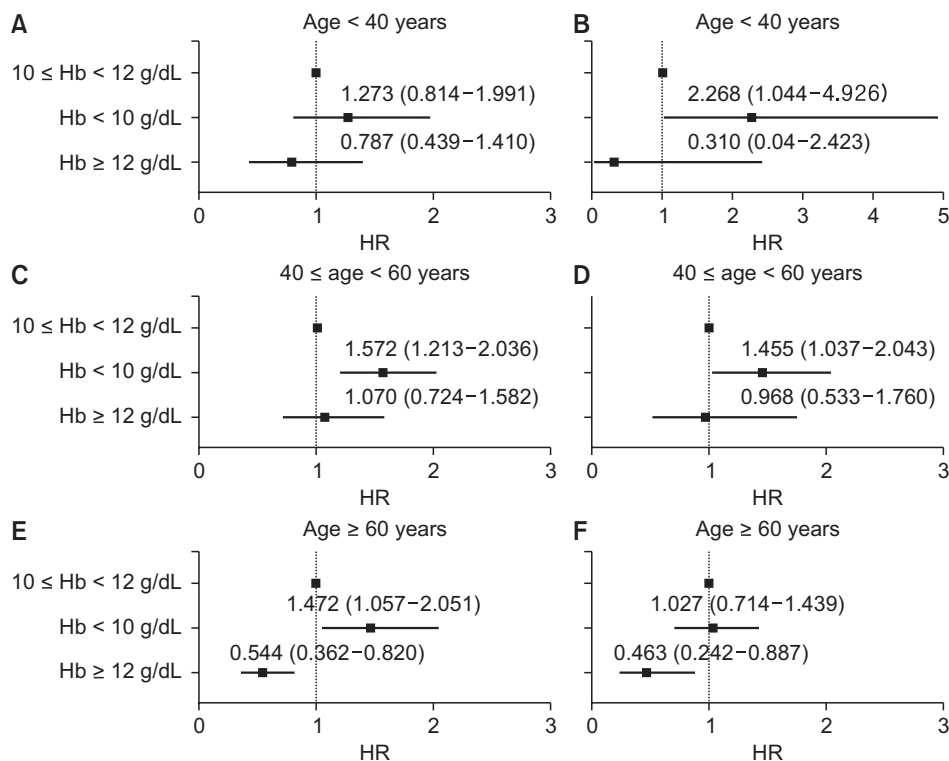 A
Age < 40 years
10 ≤ Hb < 12 g/dL
1.273 (0.814−1.991)
Hb < 10 g/dL
0.787 (0.439−1.410)
Hb ≥ 12 g/dL
0 1 2 3
HR
B
Age < 40 years
2.268 (1.044−4.926)
0.310 (0.04−2.423)
0 1 2 3 4 5
HR
C
40 ≤ age < 60 years
10 ≤ Hb < 12 g/dL
1.572 (1.213−2.036)
Hb < 10 g/dL
1.070 (0.724−1.582)
Hb ≥ 12 g/dL
0 1 2 3
HR
D
40 ≤ age < 60 years
1.455 (1.037−2.043)
0.968 (0.533−1.760)
0 1 2 3
HR
E
Age ≥ 60 years
10 ≤ Hb < 12 g/dL
1.472 (1.057−2.051)
Hb < 10 g/dL
0.544 (0.362−0.820)
Hb ≥ 12 g/dL
0 1 2 3
HR
F
Age ≥ 60 years
1.027 (0.714−1.439)
0.463 (0.242−0.887)
0 1 2 3
HR